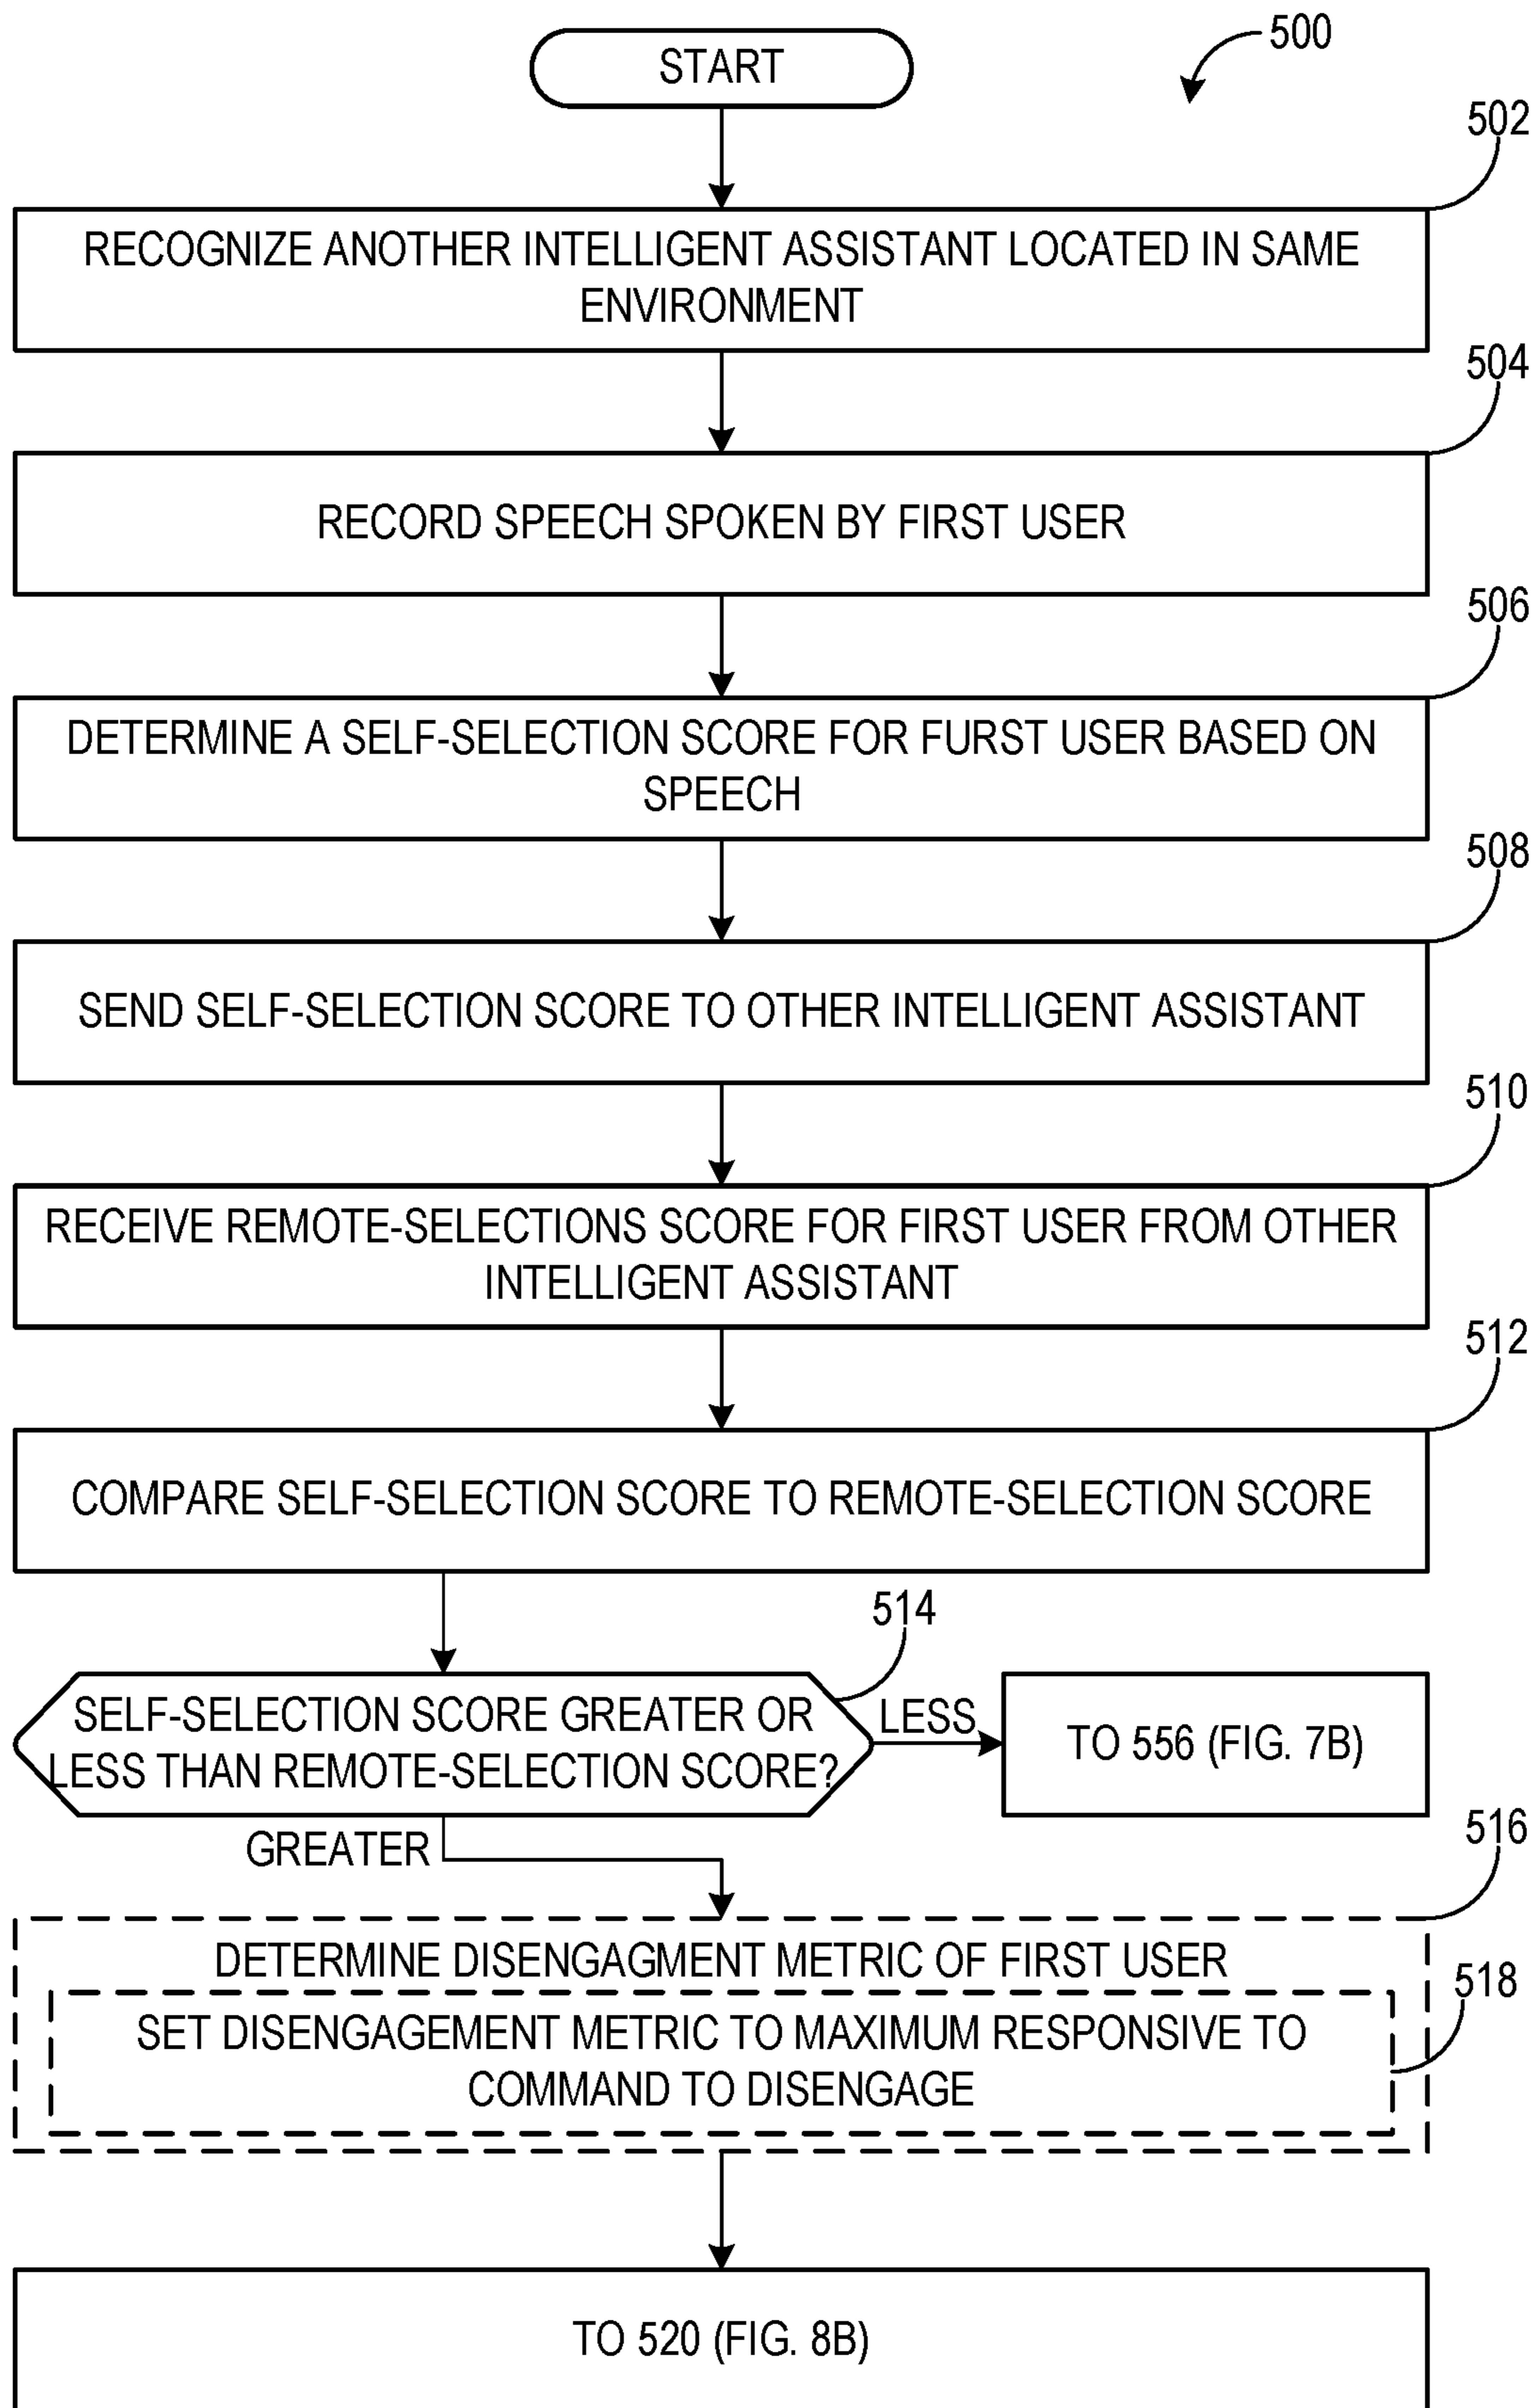 START
500
502
RECOGNIZE ANOTHER INTELLIGENT ASSISTANT LOCATED IN SAME
ENVIRONMENT
504
RECORD SPEECH SPOKEN BY FIRST USER
506
DETERMINE A SELF-SELECTION SCORE FOR FURST USER BASED ON
SPEECH
508
SEND SELF-SELECTION SCORE TO OTHER INTELLIGENT ASSISTANT
510
RECEIVE REMOTE-SELECTIONS SCORE FOR FIRST USER FROM OTHER
INTELLIGENT ASSISTANT
512
COMPARE SELF-SELECTION SCORE TO REMOTE-SELECTION SCORE
514
SELF-SELECTION SCORE GREATER OR
LESS THAN REMOTE-SELECTION SCORE?
LESS
TO 556 (FIG. 7B)
GREATER
516
DETERMINE DISENGAGMENT METRIC OF FIRST USER
518
SET DISENGAGEMENT METRIC TO MAXIMUM RESPONSIVE TO
COMMAND TO DISENGAGE
TO 520 (FIG. 8B)